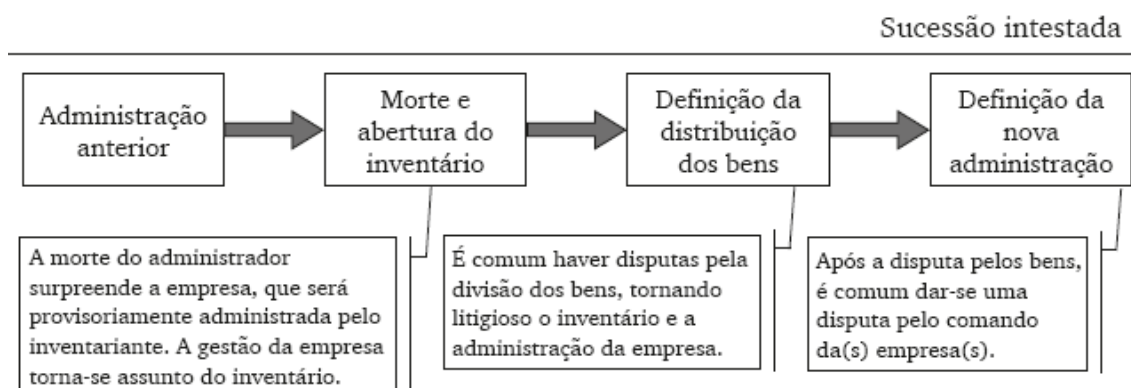 Sucessão intestada
Administração
anterior
Morte e
abertura do
inventário
Definição da
distribuição
dos bens
Definição da
nova
administração
A morte do administrador
surpreende a empresa, que será
provisoriamente administrada pelo
inventariante. A gestão da empresa
torna-se assunto do inventário.
É comum haver disputas pela
divisão dos bens, tornando
litigioso o inventário e a
administração da empresa.
Após a disputa pelos bens,
é comum dar-se uma
disputa pelo comando
da(s) empresa(s).